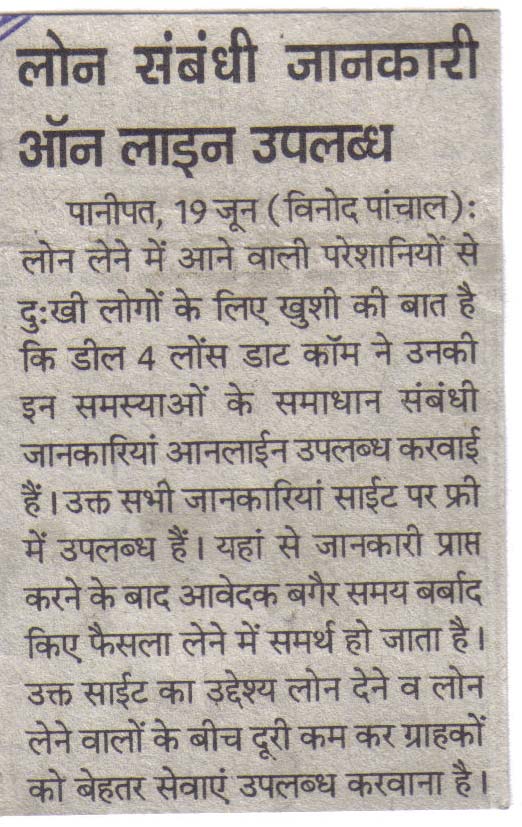 लोन संबंधी जानकारी
ऑन लाइन उपलब्ध
पानीपत, 19 जून (विनोद पांचाल):
लोन लेने में आने वाली परेशानियों से
दुःखी लोगों के लिए खुशी की बात है
कि डील 4 लोंस डाट कॉम ने उनकी
इन समस्याओं के समाधान संबंधी
जानकारियां आनलाईन उपलब्ध करवाई
हैं। उक्त सभी जानकारियां साईट पर फ्री
में उपलब्ध हैं। यहां से जानकारी प्राप्त
करने के बाद आवेदक बगैर समय बर्बाद
किए फैसला लेने में समर्थ हो जाता है।
उक्त साईट का उद्देश्य लोन देने व लोन
लेने वालों के बीच दूरी कम कर ग्राहकों
को बेहतर सेवाएं उपलब्ध करवाना है।